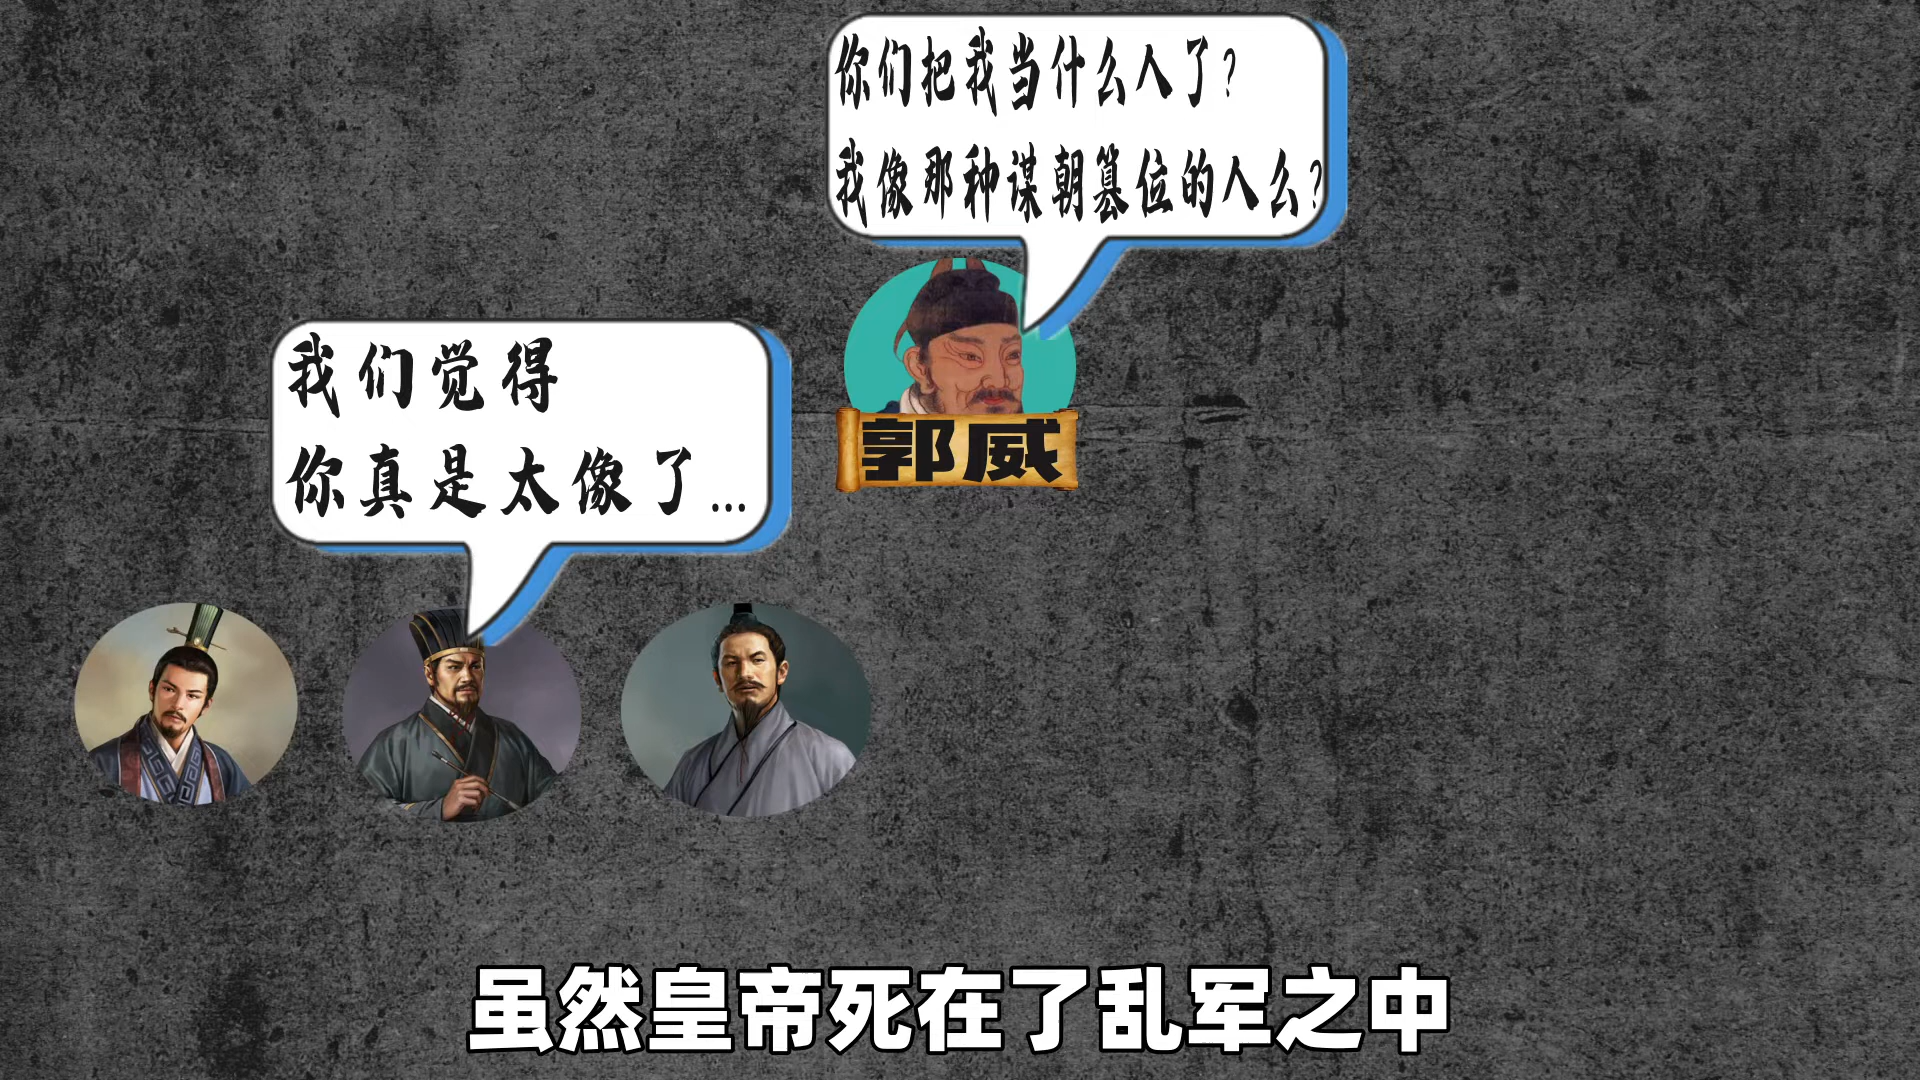 你们把我当什么人了?
我像那种谋朝篡位的人么?
郭威
我们觉得
你真是太像了...
虽然皇帝死在了乱军之中